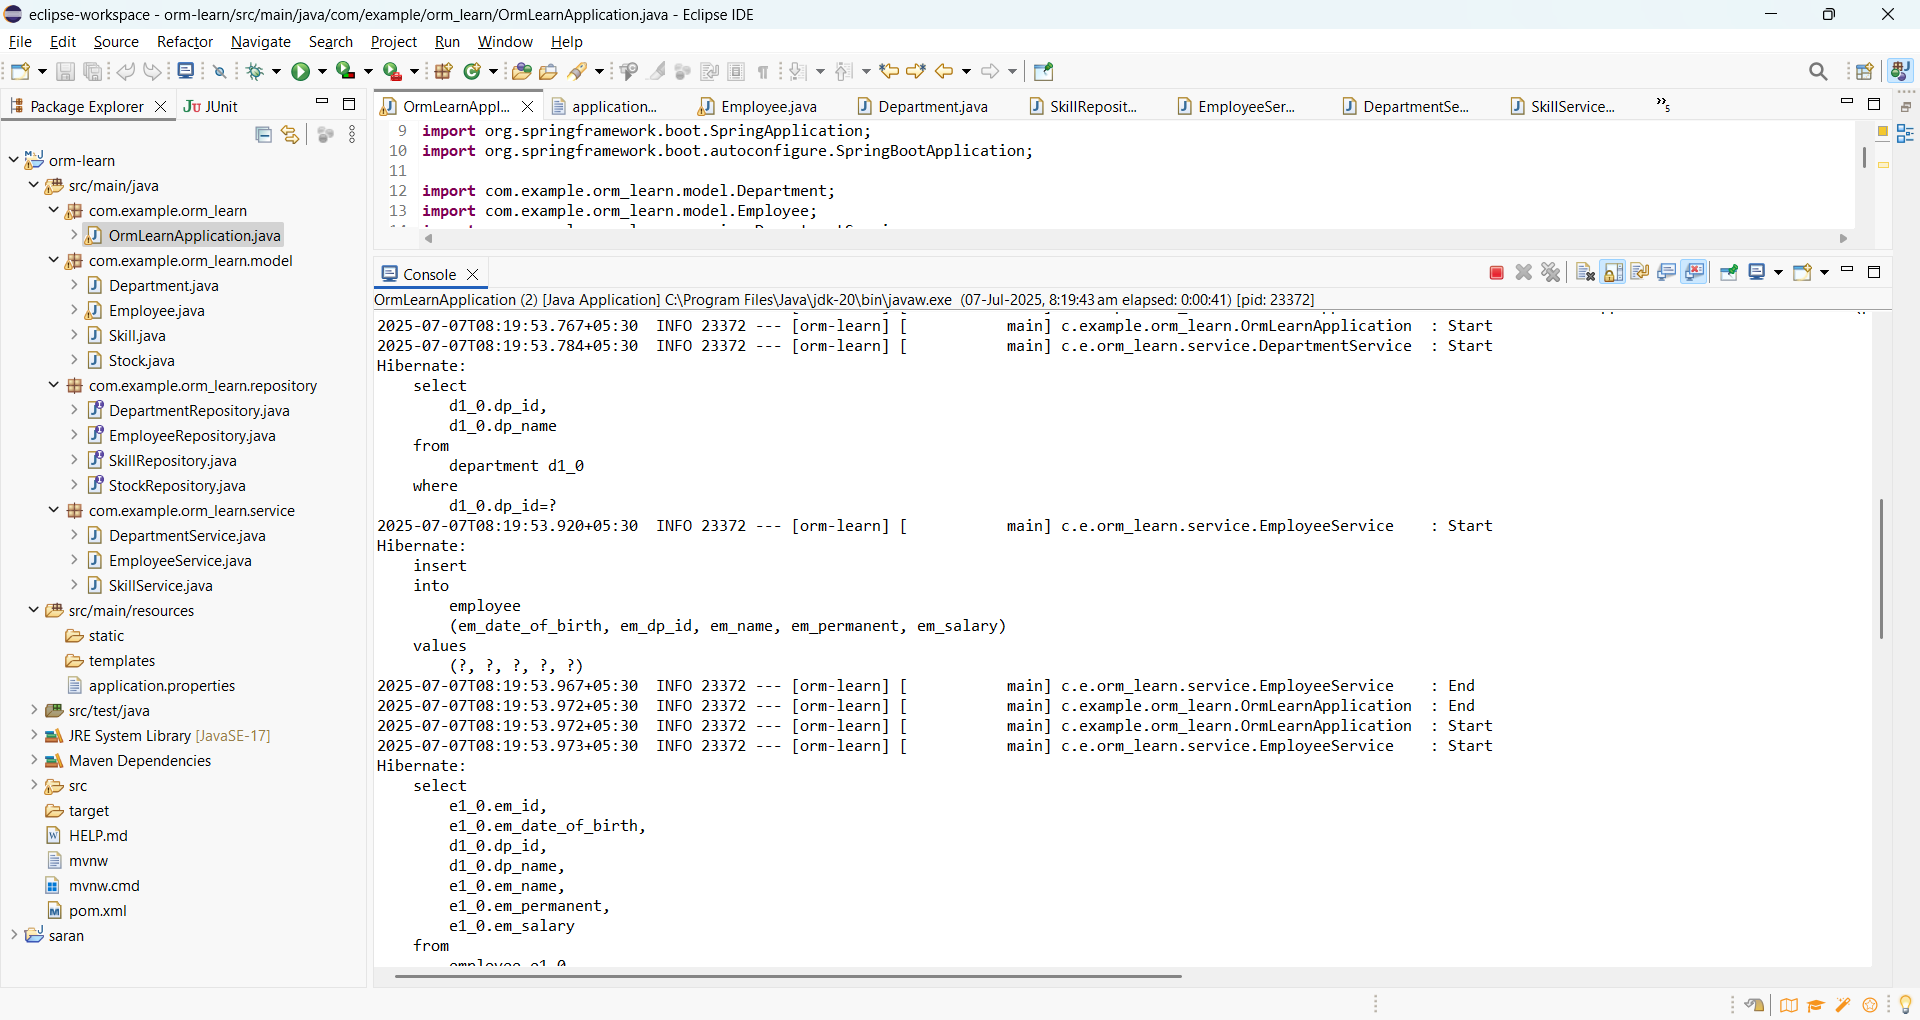 eclipse-workspace - orm-learn/src/main/java/com/example/orm_learn/OrmLearnApplication.java - Eclipse IDE
File Edit Source Refactor Navigate Search Project Run Window Help
Package Explorer
JUnit
orm-learn
src/main/java
com.example.orm_learn
OrmLearnApplication.java
com.example.orm_learn.model
Department.java
Employee.java
Skill.java
Stock.java
com.example.orm_learn.repository
DepartmentRepository.java
EmployeeRepository.java
SkillRepository.java
StockRepository.java
com.example.orm_learn.service
DepartmentService.java
EmployeeService.java
SkillService.java
src/main/resources
static
templates
application.properties
src/test/java
JRE System Library [JavaSE-17]
Maven Dependencies
src
target
HELP.md
mvnw
mvnw.cmd
pom.xml
saran
OrmLearnAppl... application... Employee.java Department.java SkillReposit... EmployeeSer... DepartmentSe... SkillService... »5
9 import org.springframework.boot.SpringApplication;
10 import org.springframework.boot.autoconfigure.SpringBootApplication;
11
12 import com.example.orm_learn.model.Department;
13 import com.example.orm_learn.model.Employee;
Console
OrmLearnApplication (2) [Java Application] C:\Program Files\Java\jdk-20\bin\javaw.exe (07-Jul-2025, 8:19:43 am elapsed: 0:00:41) [pid: 23372]
2025-07-07T08:19:53.767+05:30  INFO 23372 --- [orm-learn] [           main] c.example.orm_learn.OrmLearnApplication  : Start
2025-07-07T08:19:53.784+05:30  INFO 23372 --- [orm-learn] [           main] c.e.orm_learn.service.DepartmentService  : Start
Hibernate:
select
d1_0.dp_id,
d1_0.dp_name
from
department d1_0
where
d1_0.dp_id=?
2025-07-07T08:19:53.920+05:30  INFO 23372 --- [orm-learn] [           main] c.e.orm_learn.service.EmployeeService    : Start
Hibernate:
insert
into
employee
(em_date_of_birth, em_dp_id, em_name, em_permanent, em_salary)
values
(?, ?, ?, ?, ?)
2025-07-07T08:19:53.967+05:30  INFO 23372 --- [orm-learn] [           main] c.e.orm_learn.service.EmployeeService    : End
2025-07-07T08:19:53.972+05:30  INFO 23372 --- [orm-learn] [           main] c.example.orm_learn.OrmLearnApplication  : End
2025-07-07T08:19:53.972+05:30  INFO 23372 --- [orm-learn] [           main] c.example.orm_learn.OrmLearnApplication  : Start
2025-07-07T08:19:53.973+05:30  INFO 23372 --- [orm-learn] [           main] c.e.orm_learn.service.EmployeeService    : Start
Hibernate:
select
e1_0.em_id,
e1_0.em_date_of_birth,
d1_0.dp_id,
d1_0.dp_name,
e1_0.em_name,
e1_0.em_permanent,
e1_0.em_salary
from
employee e1_0